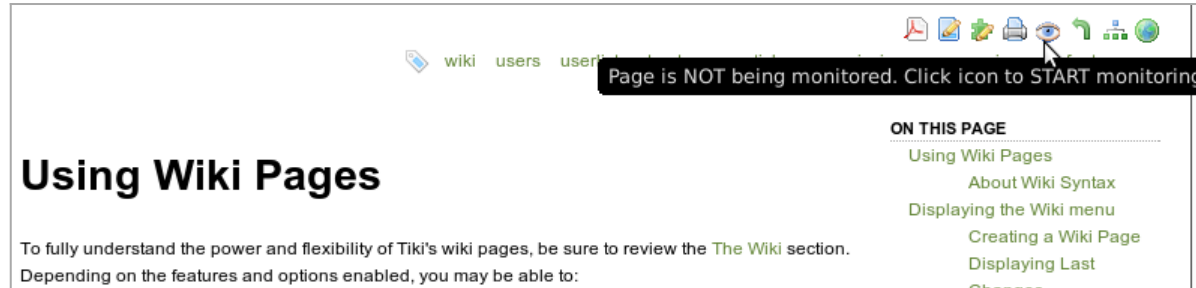 wiki users
Page is NOT being monitored. Click icon to START monitoring
ON THIS PAGE
Using Wiki Pages
About Wiki Syntax
Displaying the Wiki menu
Creating a Wiki Page
Displaying Last
Changes
Using Wiki Pages
To fully understand the power and flexibility of Tiki's wiki pages, be sure to review the The Wiki section.
Depending on the features and options enabled, you may be able to: